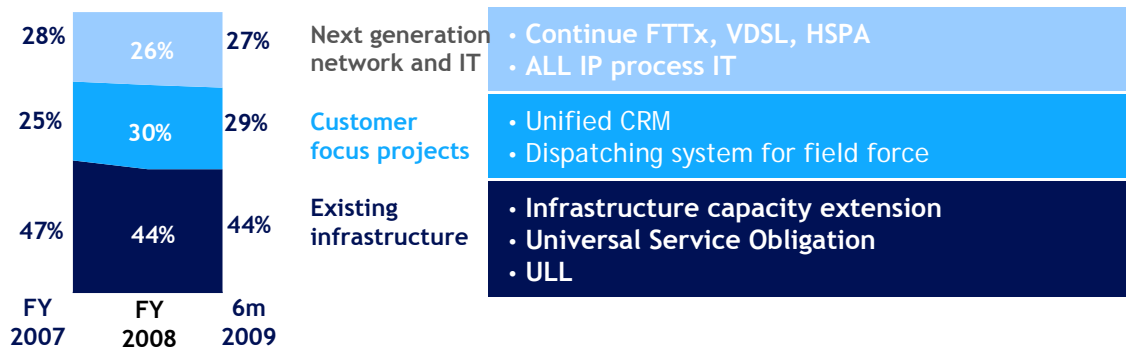 28%
26%
27%
Next generation
network and IT
• Continue FTTx, VDSL, HSPA
• ALL IP process IT
25%
30%
29%
Customer
focus projects
• Unified CRM
• Dispatching system for field force
47%
44%
44%
Existing
infrastructure
• Infrastructure capacity extension
• Universal Service Obligation
• ULL
FY
2007
FY
2008
6m
2009